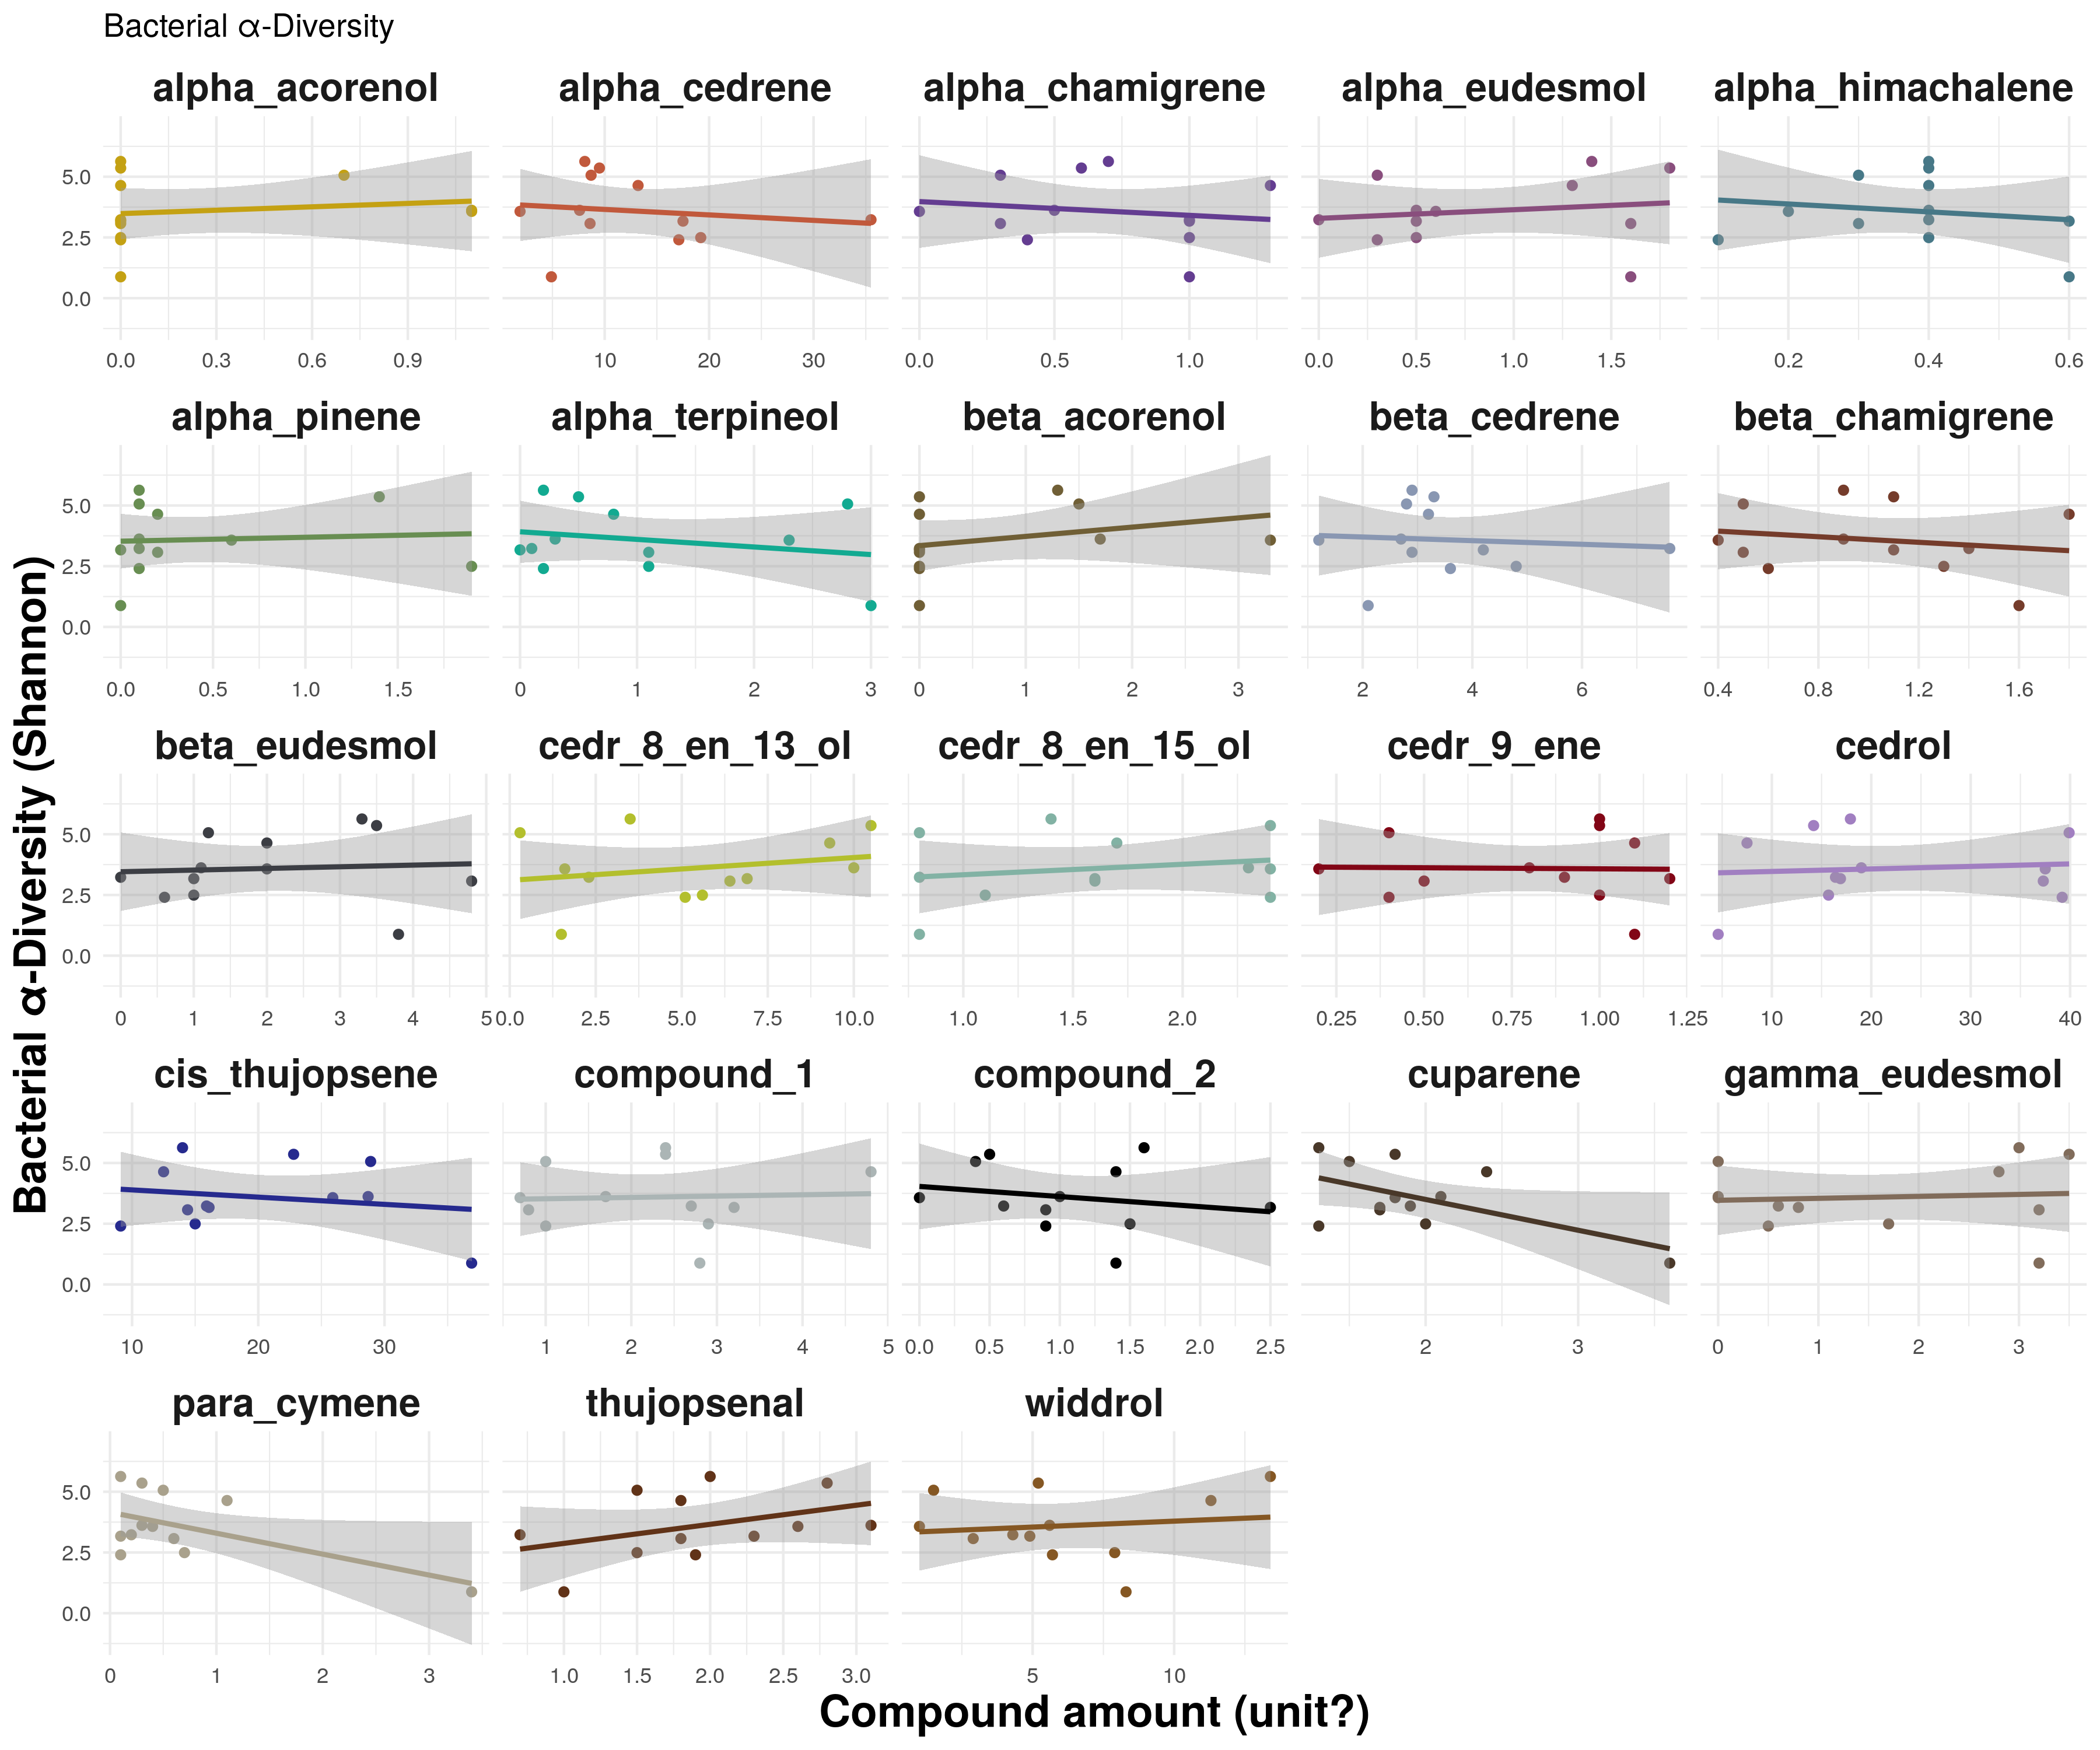 Bacterial α-Diversity
alpha_acorenol alpha_cedrene alpha_chamigrene alpha_eudesmol alpha_himachalene
5.0
2.5
0.0
0.0 0.3 0.6 0.9 10 20 30 0.0 0.5 1.0 0.0 0.5 1.0 1.5 0.2 0.4 0.6
alpha_pinene alpha_terpineol beta_acorenol beta_cedrene beta_chamigrene
5.0
2.5
0.0
0.0 0.5 1.0 1.5 0 1 2 3 0 1 2 3 2 4 6 0.4 0.8 1.2 1.6
beta_eudesmol cedr_8_en_13_ol cedr_8_en_15_ol cedr_9_ene cedrol
5.0
2.5
0.0
0 1 2 3 4 5 0.0 2.5 5.0 7.5 10.0 1.0 1.5 2.0 0.25 0.50 0.75 1.00 1.25 10 20 30 40
cis_thujopsene compound_1 compound_2 cuparene gamma_eudesmol
5.0
2.5
0.0
10 20 30 1 2 3 4 5 0.0 0.5 1.0 1.5 2.0 2.5 2 3 0 1 2 3
para_cymene thujopsenal widdrol
5.0
2.5
0.0
0 1 2 3 1.0 1.5 2.0 2.5 3.0 5 10
Bacterial α-Diversity (Shannon)
Compound amount (unit?)